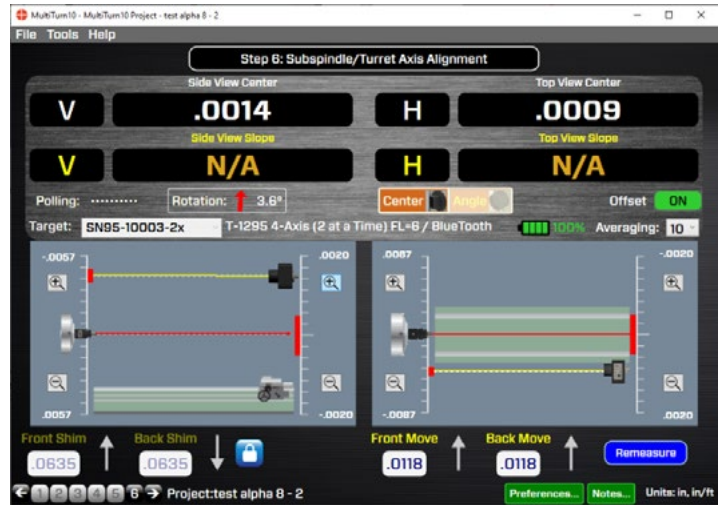 MultiTurn10 - MultiTurn10 Project - test alpha 8 - 2
File Tools Help
Step 6: Subspindle/Turret Axis Alignment
Side View Center Top View Center
V .0014 H .0009
Side View Slope Top View Slope
V N/A H N/A
Polling: .......... Rotation: 3.6° Center Angle Offset ON
Target: SN95-10003-2x T-1295 4-Axis (2 at a Time) FL=6 / BlueTooth 100% Averaging: 10
-.0057 .0020 .0087 -.0020
.0057 -.0020 -.0087 .0020
Front Shim Back Shim Front Move Back Move
.0635 .0635 .0118 .0118 Remeasure
1 2 3 4 5 6 Project:test alpha 8 - 2 Preferences... Notes... Units: in, in/ft